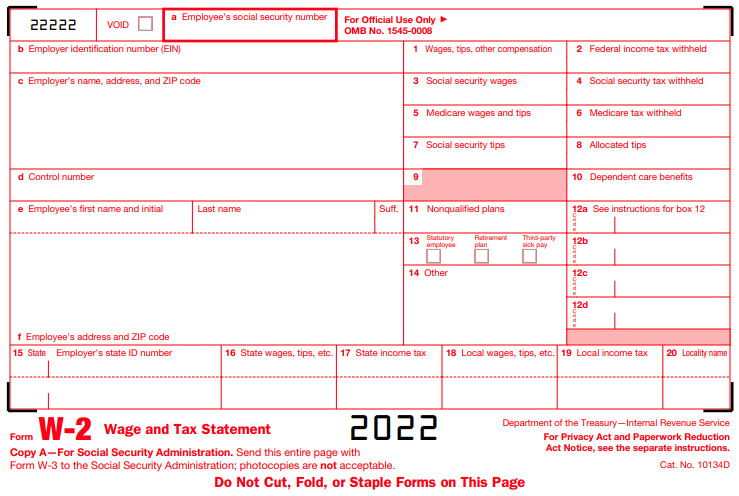 22222
VOID
a Employee's social security number
For Official Use Only ►
OMB No. 1545-0008
b Employer identification number (EIN)
1 Wages, tips, other compensation
2 Federal income tax withheld
c Employer's name, address, and ZIP code
3 Social security wages
4 Social security tax withheld
5 Medicare wages and tips
6 Medicare tax withheld
7 Social security tips
8 Allocated tips
d Control number
9
10 Dependent care benefits
e Employee's first name and initial
Last name
Suff.
11 Nonqualified plans
12a See instructions for box 12
Code
13 Statutory employee
Retirement plan
Third-party sick pay
12b
Code
14 Other
12c
Code
12d
Code
f Employee's address and ZIP code
15 State
Employer's state ID number
16 State wages, tips, etc.
17 State income tax
18 Local wages, tips, etc.
19 Local income tax
20 Locality name
Form W-2 Wage and Tax Statement
2022
Department of the Treasury—Internal Revenue Service
For Privacy Act and Paperwork Reduction
Act Notice, see the separate instructions.
Copy A—For Social Security Administration. Send this entire page with
Form W-3 to the Social Security Administration; photocopies are not acceptable.
Cat. No. 10134D
Do Not Cut, Fold, or Staple Forms on This Page